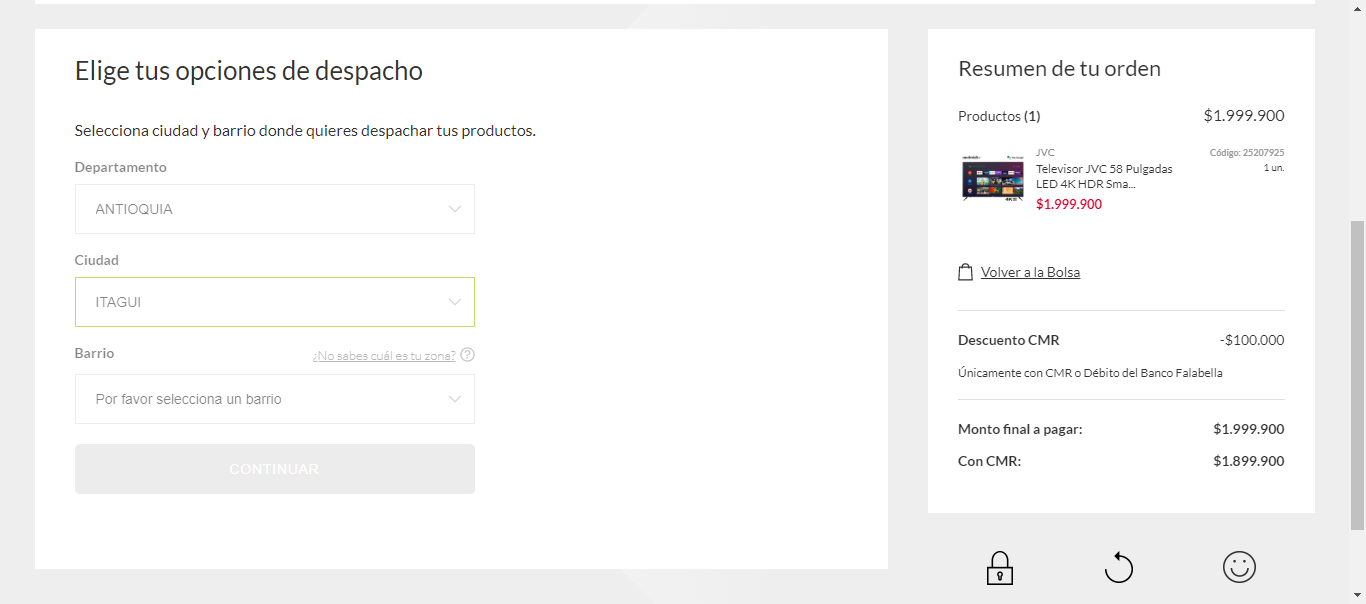 Elige tus opciones de despacho
Selecciona ciudad y barrio donde quieres despachar tus productos.
Departamento
ANTIOQUIA
Ciudad
ITAGUI
Barrio
¿No sabes cuál es tu zona? ?
Por favor selecciona un barrio
CONTINUAR
Resumen de tu orden
Productos (1) $1.999.900
JVC Código: 25207925
Televisor JVC 58 Pulgadas 1 un.
LED 4K HDR Sma...
$1.999.900
Volver a la Bolsa
Descuento CMR -$100.000
Únicamente con CMR o Débito del Banco Falabella
Monto final a pagar: $1.999.900
Con CMR: $1.899.900